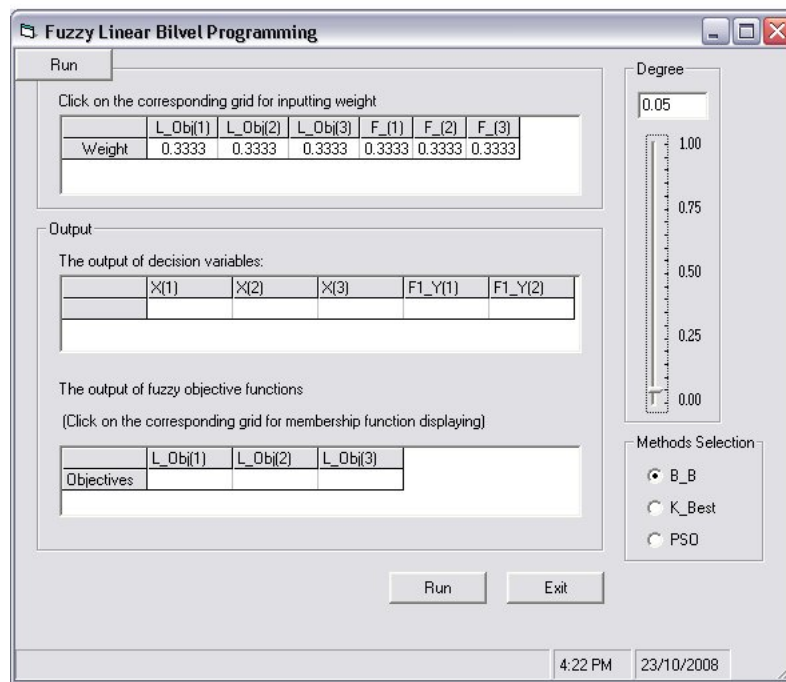 Fuzzy Linear Bilvel Programming
Run
Click on the corresponding grid for inputting weight
L_Obj(1) L_Obj(2) L_Obj(3) F_(1) F_(2) F_(3)
Weight 0.3333 0.3333 0.3333 0.3333 0.3333 0.3333
Output
The output of decision variables:
X(1) X(2) X(3) F1_Y(1) F1_Y(2)
The output of fuzzy objective functions
(Click on the corresponding grid for membership function displaying)
L_Obj(1) L_Obj(2) L_Obj(3)
Objectives
Degree
0.05
1.00
0.75
0.50
0.25
0.00
Methods Selection
B_B
K_Best
PSO
Run Exit
4:22 PM 23/10/2008